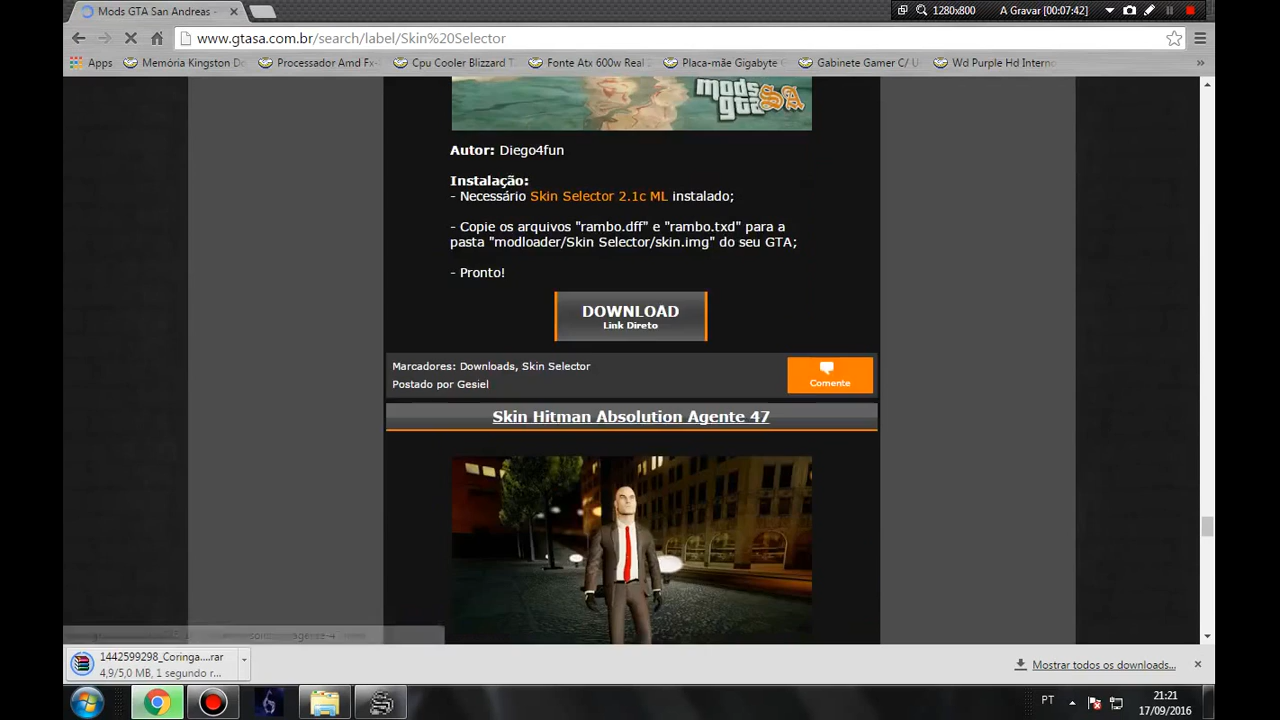 Mods GTA San Andreas -
1280x800
A Gravar [00:07:42]
www.gtasa.com.br/search/label/Skin%20Selector
Apps
Memória Kingston Do
Processador Amd Fx-
Cpu Cooler Blizzard T
Fonte Atx 600w Real
Placa-mãe Gigabyte
Gabinete Gamer C/ U
Wd Purple Hd Interno
mods
gta SA
Autor: Diego4fun
Instalação:
- Necessário Skin Selector 2.1c ML instalado;
- Copie os arquivos "rambo.dff" e "rambo.txd" para a
pasta "modloader/Skin Selector/skin.img" do seu GTA;
- Pronto!
DOWNLOAD
Link Direto
Marcadores: Downloads, Skin Selector
Postado por Gesiel
Comente
Skin Hitman Absolution Agente 47
1442599298_Coringa....rar
4,9/5,0 MB, 1 segundo r...
Mostrar todos os downloads...
PT
21:21
17/09/2016